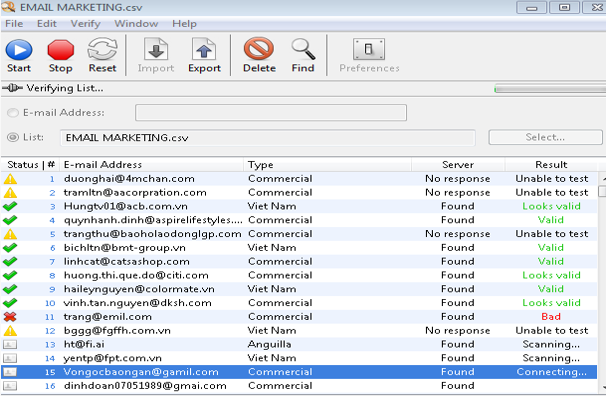 EMAIL MARKETING.csv
File Edit Verify Window Help
Start Stop Reset Import Export Delete Find Preferences
Verifying List...
E-mail Address:
List: EMAIL MARKETING.csv Select...
Status | # E-mail Address Type Server Result
1 duonghai@4mchan.com Commercial No response Unable to test
2 tramltn@aacorpration.com Commercial No response Unable to test
3 Hungtv01@acb.com.vn Viet Nam Found Looks valid
4 quynhanh.dinh@aspirelifestyles.... Commercial Found Valid
5 trangthu@baoholaodonglgp.com Commercial No response Unable to test
6 bichltn@bmt-group.vn Viet Nam Found Valid
7 linhcat@catsashop.com Commercial Found Valid
8 huong.thi.que.do@citi.com Commercial Found Looks valid
9 haileynguyen@colormate.vn Viet Nam Found Valid
10 vinh.tan.nguyen@dksh.com Commercial Found Looks valid
11 trang@emil.com Commercial Found Bad
12 bggg@fgffh.com.vn Viet Nam No response Unable to test
13 ht@fi.ai Anguilla Found Scanning...
14 yentp@fpt.com.vn Viet Nam Found Scanning...
15 Vongocbaongan@gamil.com Commercial Found Connecting...
16 dinhdoan07051989@gmai.com Commercial Found